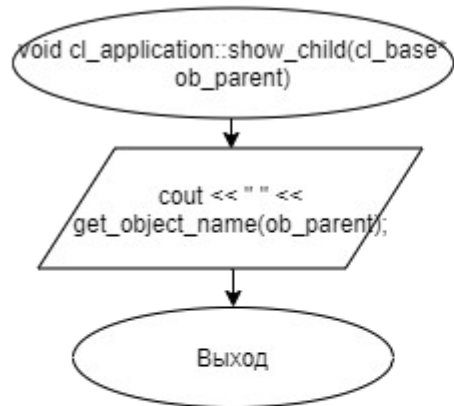 void cl_application::show_child(cl_base*
ob_parent)
cout << " " <<
get_object_name(ob_parent);
Выход